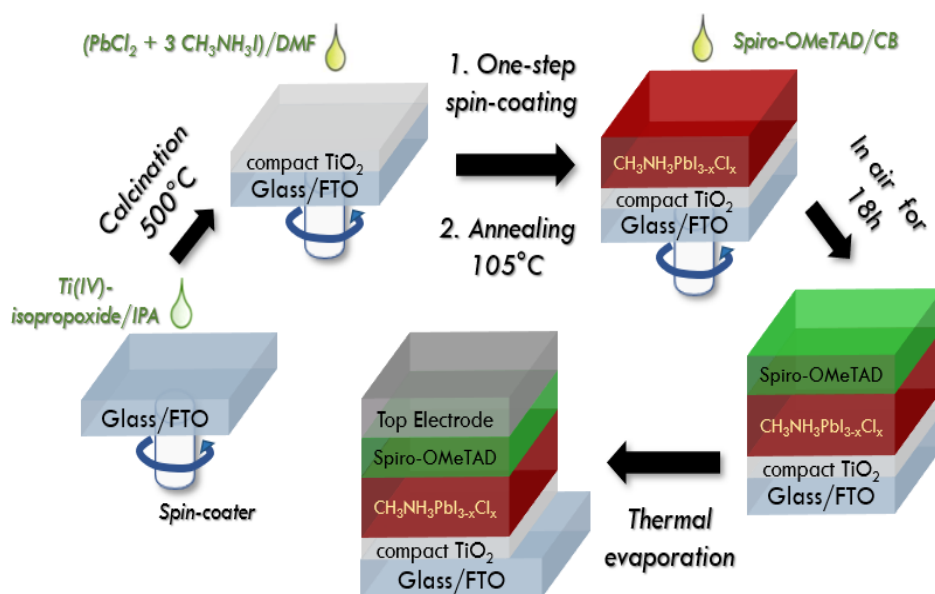 (PbCl₂ + 3 CH₃NH₃I)/DMF
Spiro-OMeTAD/CB
1. One-step
spin-coating
2. Annealing
105°C
Calcination
500°C
compact TiO₂
Glass/FTO
CH₃NH₃PbI₃₋ₓClₓ
compact TiO₂
Glass/FTO
In air for
18h
Ti(IV)-
isopropoxide/IPA
Glass/FTO
Spin-coater
Top Electrode
Spiro-OMeTAD
CH₃NH₃PbI₃₋ₓClₓ
compact TiO₂
Glass/FTO
Thermal
evaporation
Spiro-OMeTAD
CH₃NH₃PbI₃₋ₓClₓ
compact TiO₂
Glass/FTO